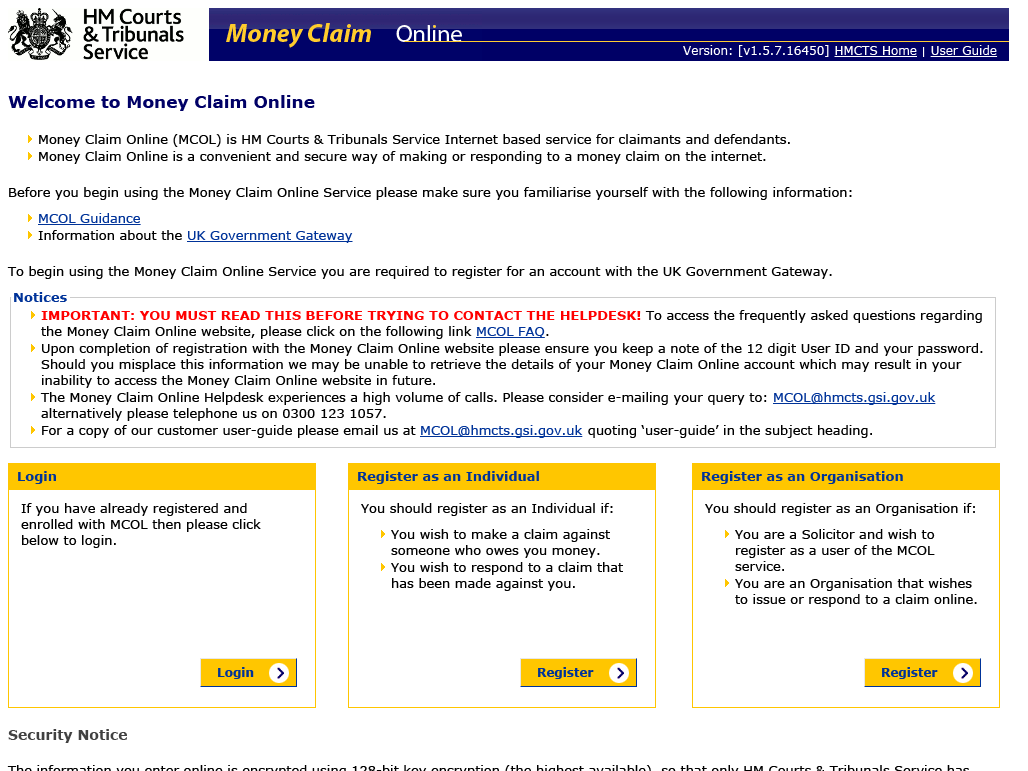 HM Courts
& Tribunals
Service
Money Claim Online
Version: [v1.5.7.16450] HMCTS Home | User Guide
Welcome to Money Claim Online
Money Claim Online (MCOL) is HM Courts & Tribunals Service Internet based service for claimants and defendants.
Money Claim Online is a convenient and secure way of making or responding to a money claim on the internet.
Before you begin using the Money Claim Online Service please make sure you familiarise yourself with the following information:
MCOL Guidance
Information about the UK Government Gateway
To begin using the Money Claim Online Service you are required to register for an account with the UK Government Gateway.
Notices
IMPORTANT: YOU MUST READ THIS BEFORE TRYING TO CONTACT THE HELPDESK! To access the frequently asked questions regarding
the Money Claim Online website, please click on the following link MCOL FAQ.
Upon completion of registration with the Money Claim Online website please ensure you keep a note of the 12 digit User ID and your password.
Should you misplace this information we may be unable to retrieve the details of your Money Claim Online account which may result in your
inability to access the Money Claim Online website in future.
The Money Claim Online Helpdesk experiences a high volume of calls. Please consider e-mailing your query to: MCOL@hmcts.gsi.gov.uk
alternatively please telephone us on 0300 123 1057.
For a copy of our customer user-guide please email us at MCOL@hmcts.gsi.gov.uk quoting ‘user-guide’ in the subject heading.
Login
If you have already registered and
enrolled with MCOL then please click
below to login.
Login
Register as an Individual
You should register as an Individual if:
You wish to make a claim against
someone who owes you money.
You wish to respond to a claim that
has been made against you.
Register
Register as an Organisation
You should register as an Organisation if:
You are a Solicitor and wish to
register as a user of the MCOL
service.
You are an Organisation that wishes
to issue or respond to a claim online.
Register
Security Notice
The information you enter online is encrypted using 128-bit key encryption (the highest available), so that only HM Courts & Tribunals Service has